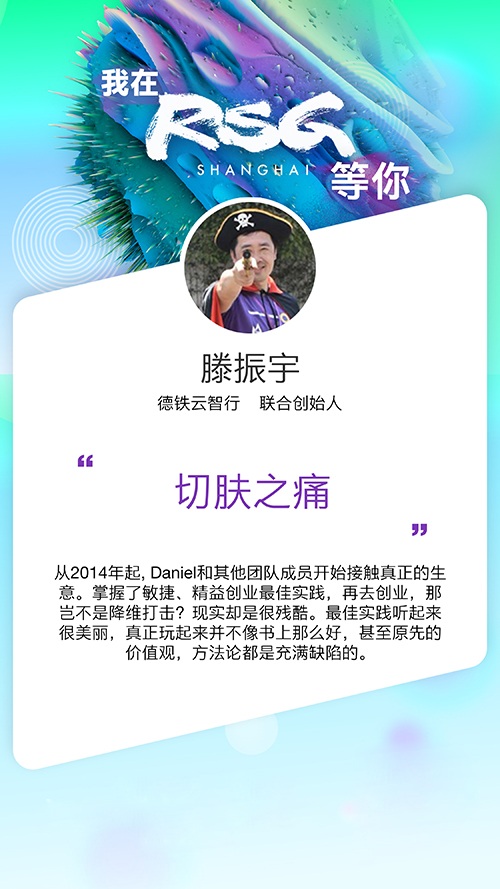 我在
RSG
SHANGHAI
等你
滕振宇
德铁云智行 联合创始人
“
切肤之痛
”
从2014年起, Daniel和其他团队成员开始接触真正的生
意。掌握了敏捷、精益创业最佳实践，再去创业，那
岂不是降维打击？现实却是很残酷。最佳实践听起来
很美丽，真正玩起来并不像书上那么好，甚至原先的
价值观，方法论都是充满缺陷的。